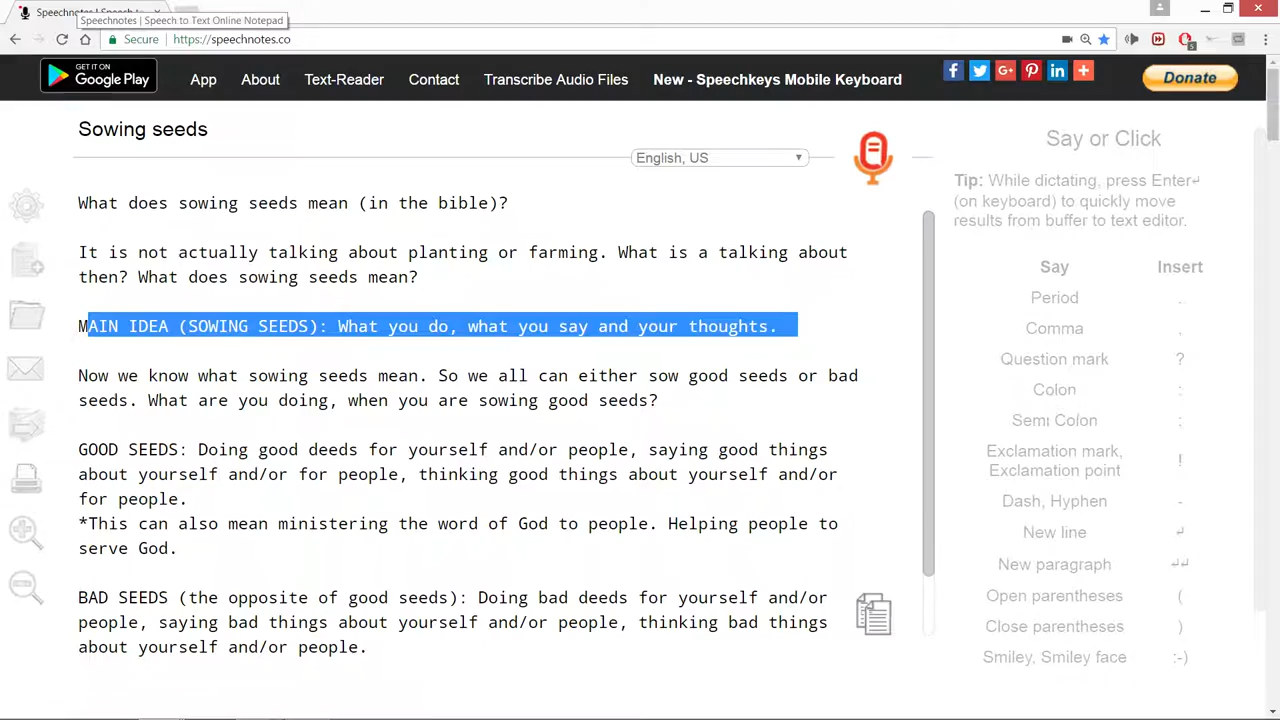 Speechnotes | Speech to
Speechnotes | Speech to Text Online Notepad
Secure
https://speechnotes.co
5
GET IT ON
Google Play
App
About
Text-Reader
Contact
Transcribe Audio Files
New - Speechkeys Mobile Keyboard
Donate
Sowing seeds
English, US
What does sowing seeds mean (in the bible)?
It is not actually talking about planting or farming. What is a talking about
then? What does sowing seeds mean?
MAIN IDEA (SOWING SEEDS): What you do, what you say and your thoughts.
Now we know what sowing seeds mean. So we all can either sow good seeds or bad
seeds. What are you doing, when you are sowing good seeds?
GOOD SEEDS: Doing good deeds for yourself and/or people, saying good things
about yourself and/or for people, thinking good things about yourself and/or
for people.
*This can also mean ministering the word of God to people. Helping people to
serve God.
BAD SEEDS (the opposite of good seeds): Doing bad deeds for yourself and/or
people, saying bad things about yourself and/or people, thinking bad things
about yourself and/or people.
Say or Click
Tip: While dictating, press Enter↵
(on keyboard) to quickly move
results from buffer to text editor.
Say Insert
Period .
Comma ,
Question mark ?
Colon :
Semi Colon ;
Exclamation mark,
Exclamation point !
Dash, Hyphen -
New line ↵
New paragraph ↵↵
Open parentheses (
Close parentheses )
Smiley, Smiley face :-)